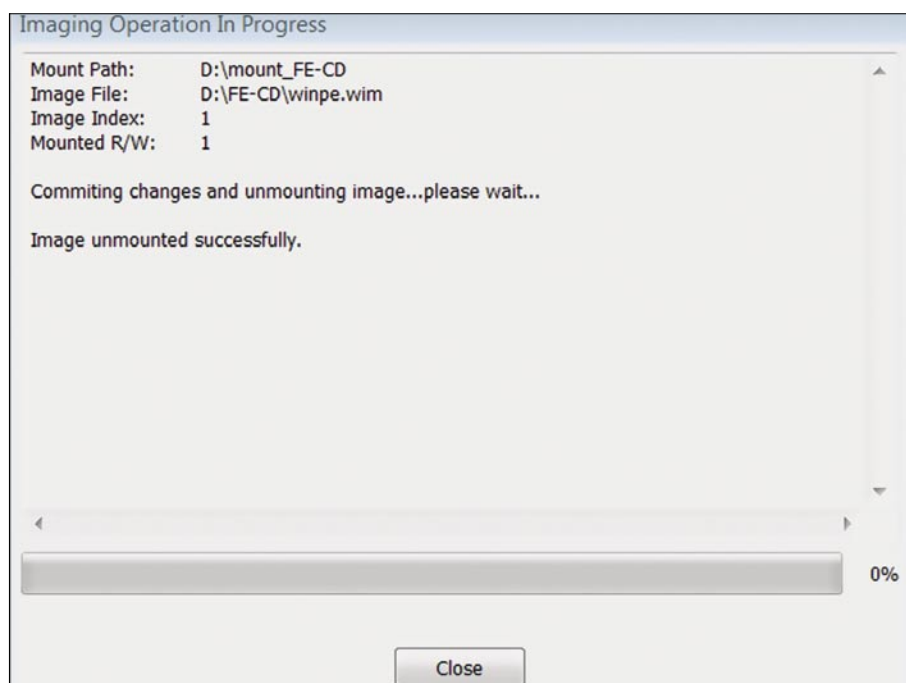 Imaging Operation In Progress
Mount Path: D:\mount_FE-CD
Image File: D:\FE-CD\winpe.wim
Image Index: 1
Mounted R/W: 1
Commiting changes and unmounting image...please wait...
Image unmounted successfully.
0%
Close